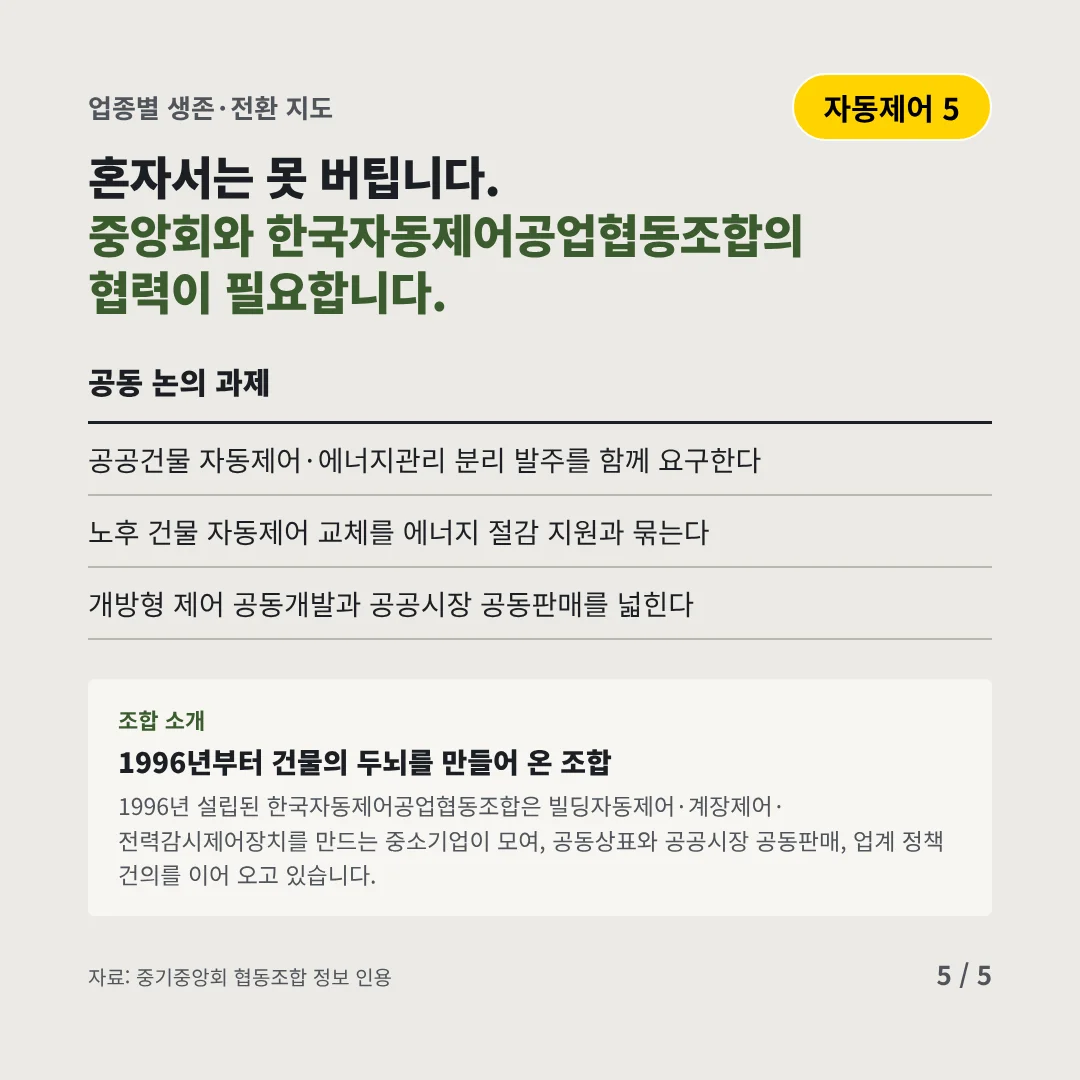 업종별 생존·전환 지도
자동제어 5
혼자서는 못 버팁니다.
중앙회와 한국자동제어공업협동조합의
협력이 필요합니다.
공동 논의 과제
공공건물 자동제어·에너지관리 분리 발주를 함께 요구한다
노후 건물 자동제어 교체를 에너지 절감 지원과 묶는다
개방형 제어 공동개발과 공공시장 공동판매를 넓힌다
조합 소개
1996년부터 건물의 두뇌를 만들어 온 조합
1996년 설립된 한국자동제어공업협동조합은 빌딩자동제어·계장제어·
전력감시제어장치를 만드는 중소기업이 모여, 공동상표와 공공시장 공동판매, 업계 정책
건의를 이어 오고 있습니다.
자료: 중기중앙회 협동조합 정보 인용
5 / 5